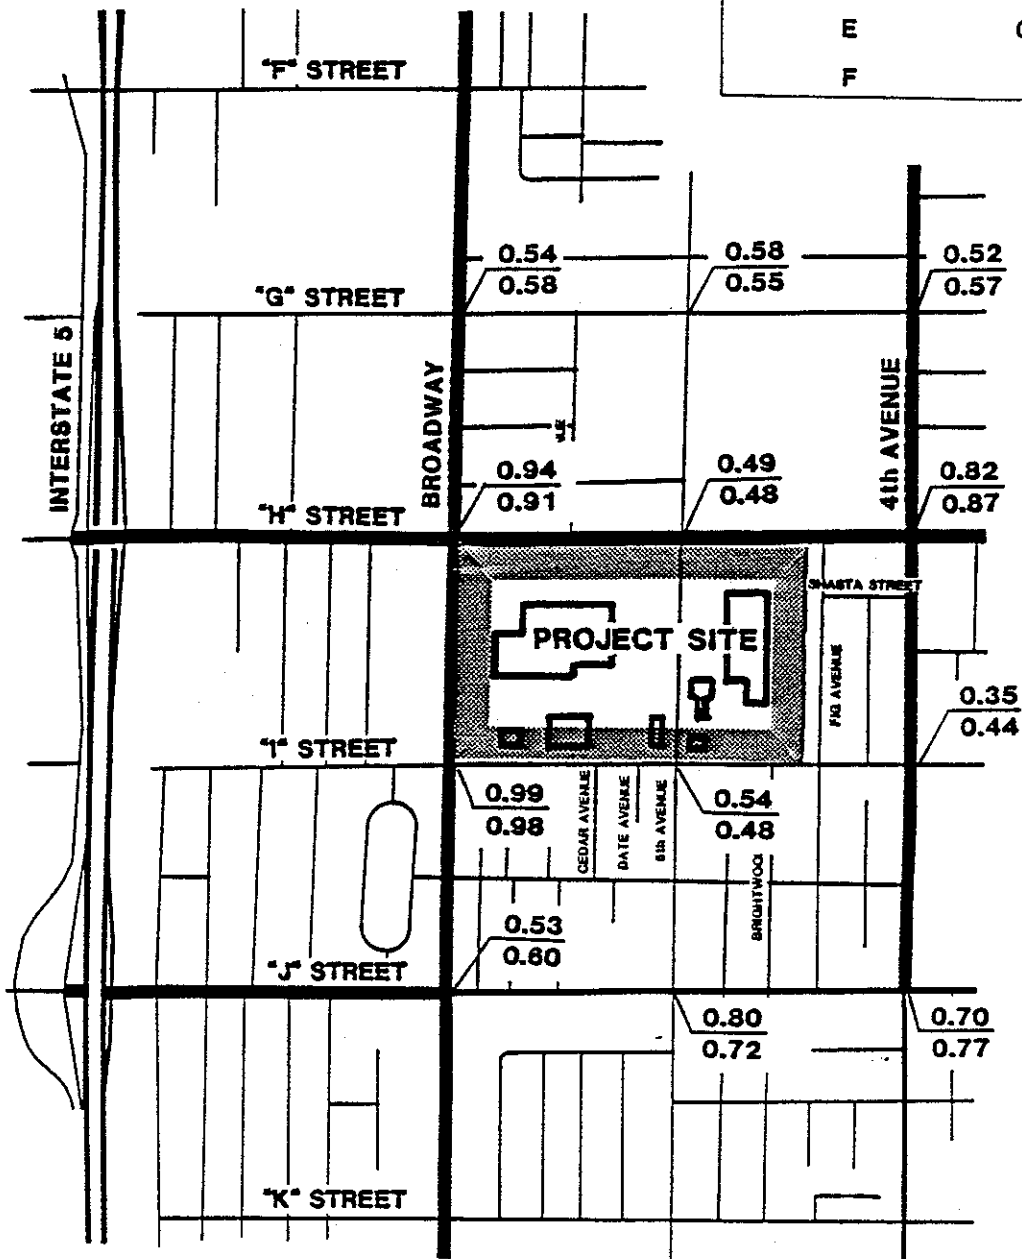 E
F
"F" STREET
0.54
0.58
0.58
0.55
0.52
0.57
"G" STREET
INTERSTATE 5
BROADWAY
4th AVENUE
0.94
0.91
0.49
0.48
0.82
0.87
"H" STREET
SHASTA STREET
PROJECT SITE
FIG AVENUE
0.35
0.44
"I" STREET
0.99
0.98
CEDAR AVENUE
DATE AVENUE
5th AVENUE
0.54
0.48
BRIGHTWOO
0.53
0.60
"J" STREET
0.80
0.72
0.70
0.77
"K" STREET